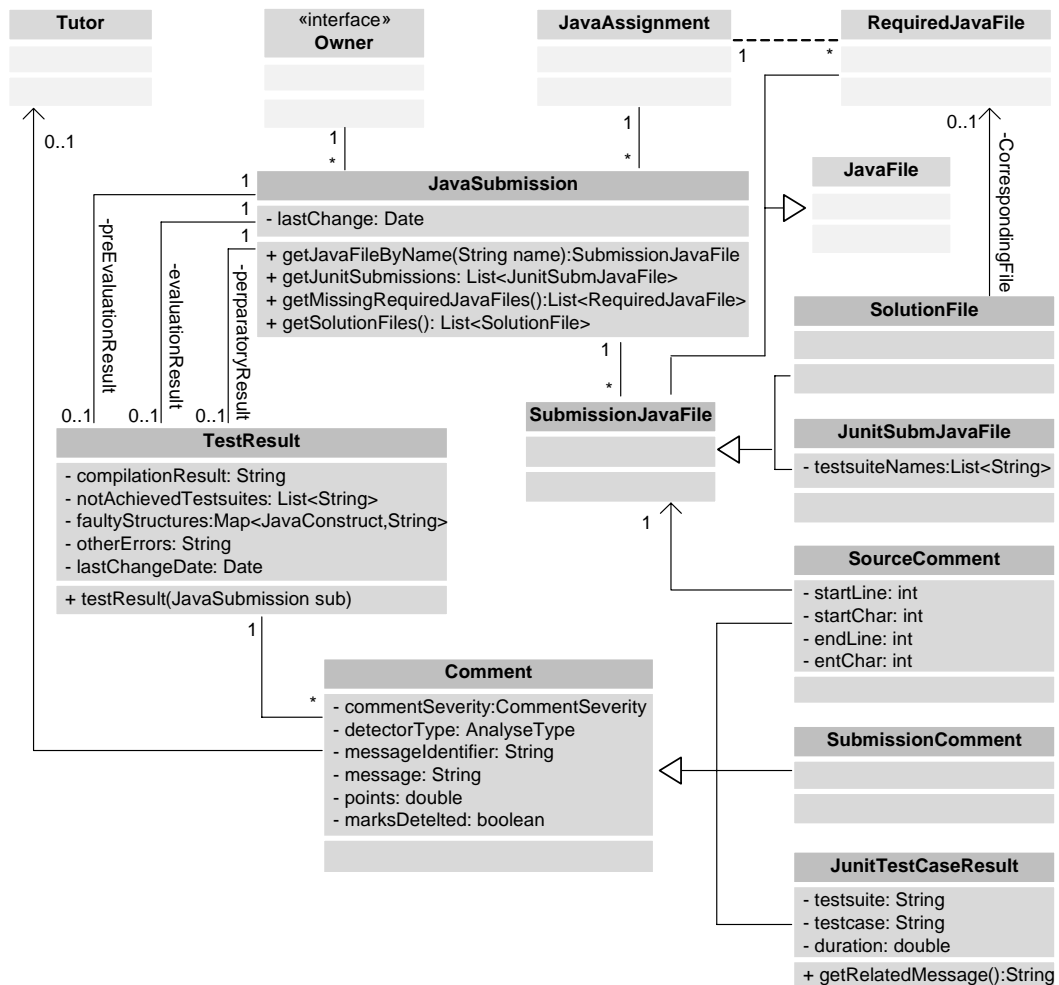 Tutor
«interface»
Owner
JavaAssignment
RequiredJavaFile
1
*
0..1
1
*
1
*
0..1
-CorrespondingFile
JavaFile
JavaSubmission
- lastChange: Date
+ getJavaFileByName(String name):SubmissionJavaFile
+ getJunitSubmissions: List<JunitSubmJavaFile>
+ getMissingRequiredJavaFiles():List<RequiredJavaFile>
+ getSolutionFiles(): List<SolutionFile>
1
1
1
-preEvaluationResult
-evaluationResult
-perparatoryResult
0..1
0..1
0..1
1
*
SolutionFile
SubmissionJavaFile
JunitSubmJavaFile
- testsuiteNames:List<String>
1
TestResult
- compilationResult: String
- notAchievedTestsuites: List<String>
- faultyStructures:Map<JavaConstruct,String>
- otherErrors: String
- lastChangeDate: Date
+ testResult(JavaSubmission sub)
1
*
SourceComment
- startLine: int
- startChar: int
- endLine: int
- entChar: int
Comment
- commentSeverity:CommentSeverity
- detectorType: AnalyseType
- messageIdentifier: String
- message: String
- points: double
- marksDetelted: boolean
SubmissionComment
JunitTestCaseResult
- testsuite: String
- testcase: String
- duration: double
+ getRelatedMessage():String